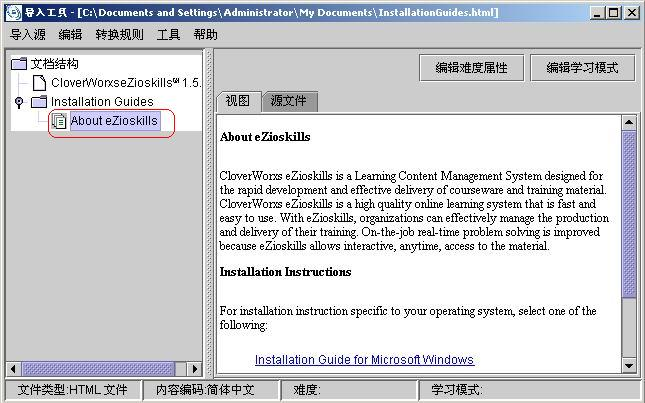 导入工具 - [C:\Documents and Settings\Administrator\My Documents\InstallationGuides.html]
导入源 编辑 转换规则 工具 帮助
文档结构
CloverWorxseZioskills℠ 1.5.
Installation Guides
About eZioskills
编辑难度属性 编辑学习模式
视图 源文件
About eZioskills
CloverWorxs eZioskills is a Learning Content Management System designed for
the rapid development and effective delivery of courseware and training material.
CloverWorxs eZioskills is a high quality online learning system that is fast and
easy to use. With eZioskills, organizations can effectively manage the production
and delivery of their training. On-the-job real-time problem solving is improved
because eZioskills allows interactive, anytime, access to the material.
Installation Instructions
For installation instruction specific to your operating system, select one of the
following:
Installation Guide for Microsoft Windows
文件类型:HTML 文件 内容编码:简体中文 难度: 学习模式: